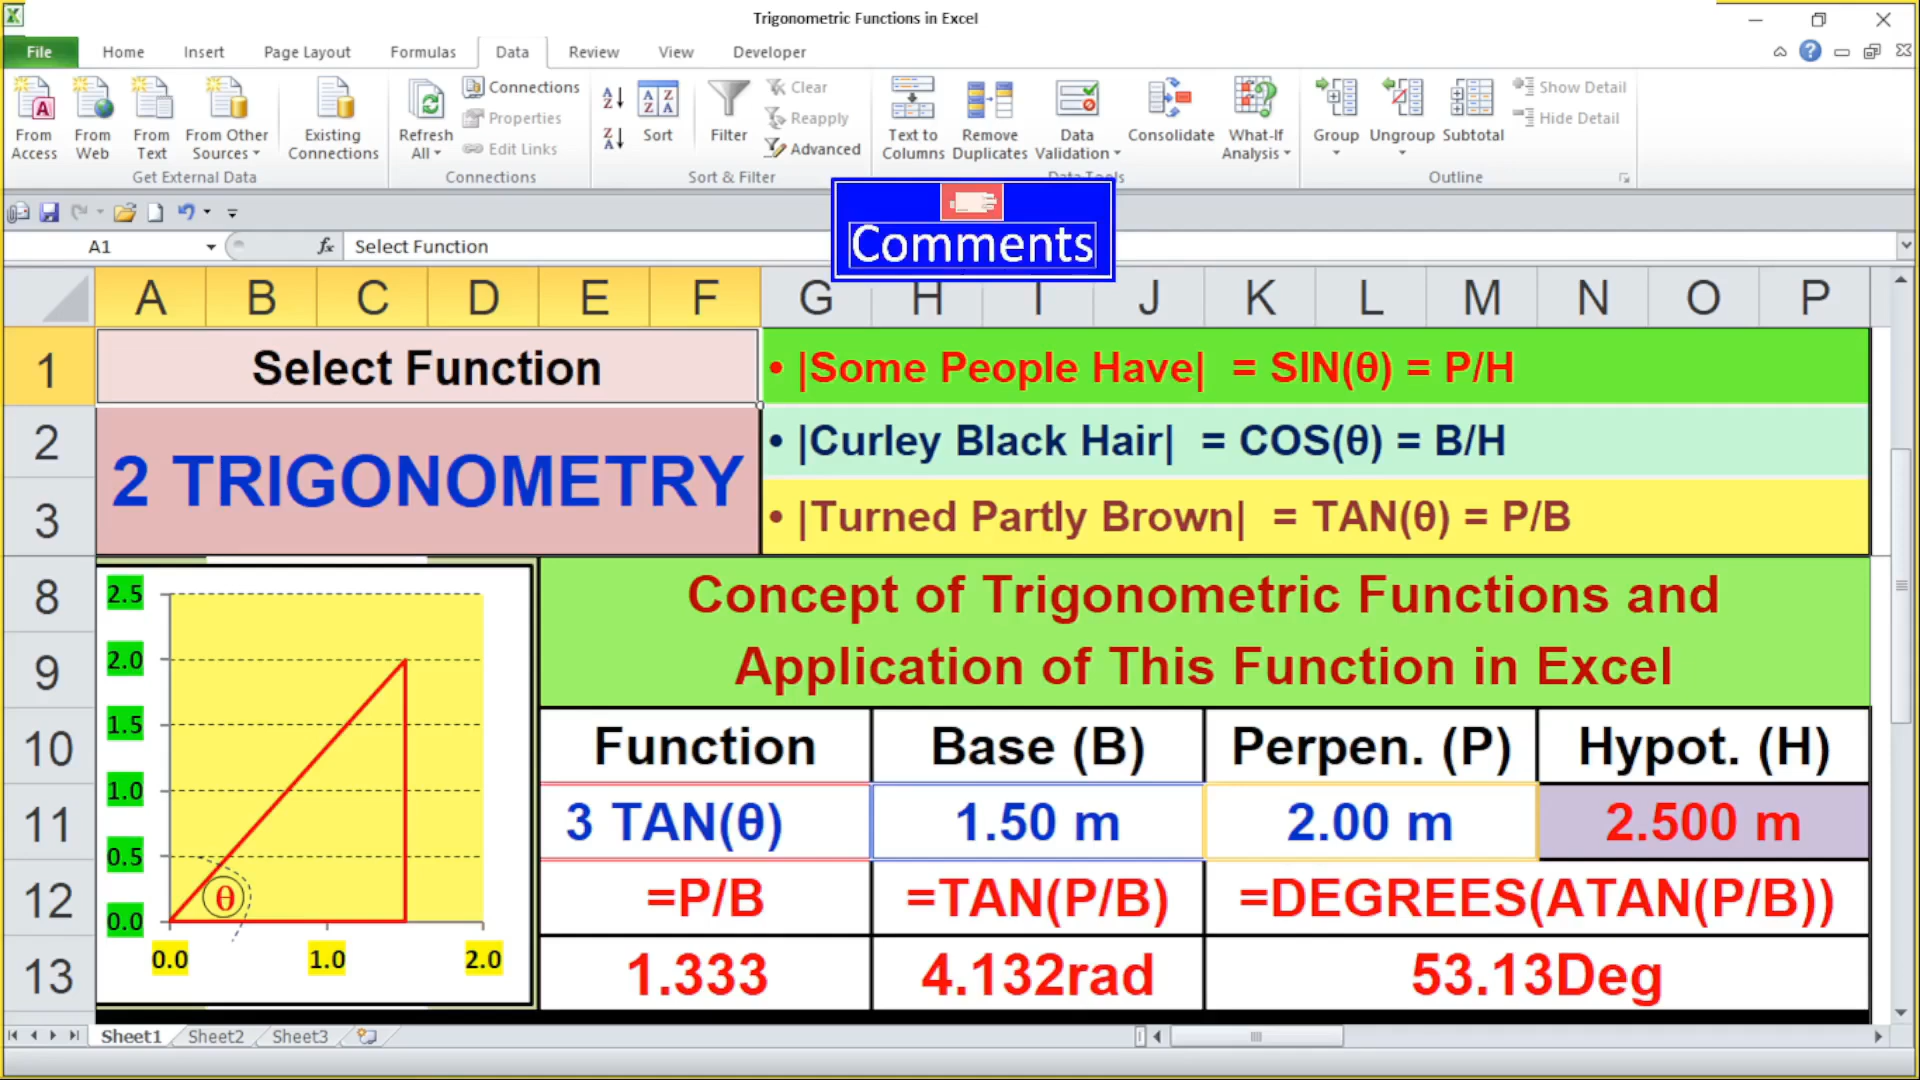 Trigonometric Functions in Excel
File Home Insert Page Layout Formulas Data Review View Developer
From Access
From Web
From Text
From Other Sources
Existing Connections
Get External Data
Refresh All
Connections
Properties
Edit Links
Connections
Sort
Filter
Clear
Reapply
Advanced
Sort & Filter
Text to Columns
Remove Duplicates
Data Validation
Consolidate
What-If Analysis
Data Tools
Group
Ungroup
Subtotal
Show Detail
Hide Detail
Outline
Comments
A1 fx Select Function
A B C D E F G H I J K L M N O P
1 Select Function • |Some People Have| = SIN(θ) = P/H
2 • |Curley Black Hair| = COS(θ) = B/H
2 TRIGONOMETRY
3 • |Turned Partly Brown| = TAN(θ) = P/B
8 Concept of Trigonometric Functions and
9 Application of This Function in Excel
2.5
2.0
1.5
1.0
0.5
0.0
θ
0.0 1.0 2.0
10 Function Base (B) Perpen. (P) Hypot. (H)
11 3 TAN(θ) 1.50 m 2.00 m 2.500 m
12 =P/B =TAN(P/B) =DEGREES(ATAN(P/B))
13 1.333 4.132rad 53.13Deg
Sheet1 Sheet2 Sheet3